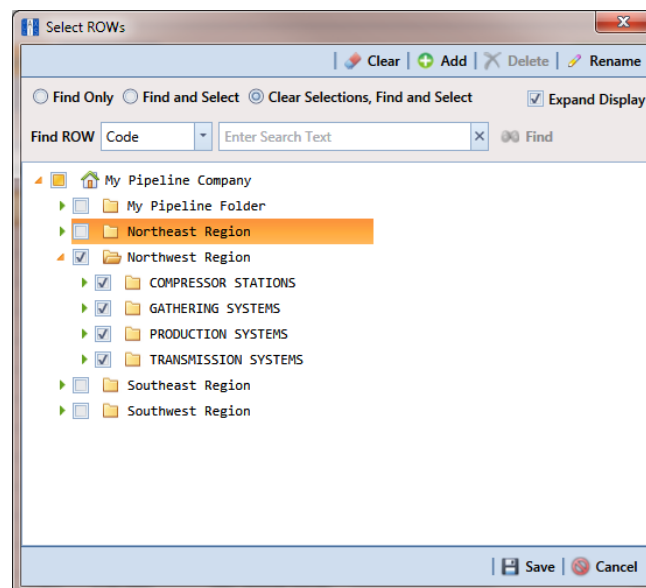 Select ROWs
Clear Add Delete Rename
Find Only Find and Select Clear Selections, Find and Select Expand Display
Find ROW Code Enter Search Text Find
My Pipeline Company
My Pipeline Folder
Northeast Region
Northwest Region
COMPRESSOR STATIONS
GATHERING SYSTEMS
PRODUCTION SYSTEMS
TRANSMISSION SYSTEMS
Southeast Region
Southwest Region
Save Cancel